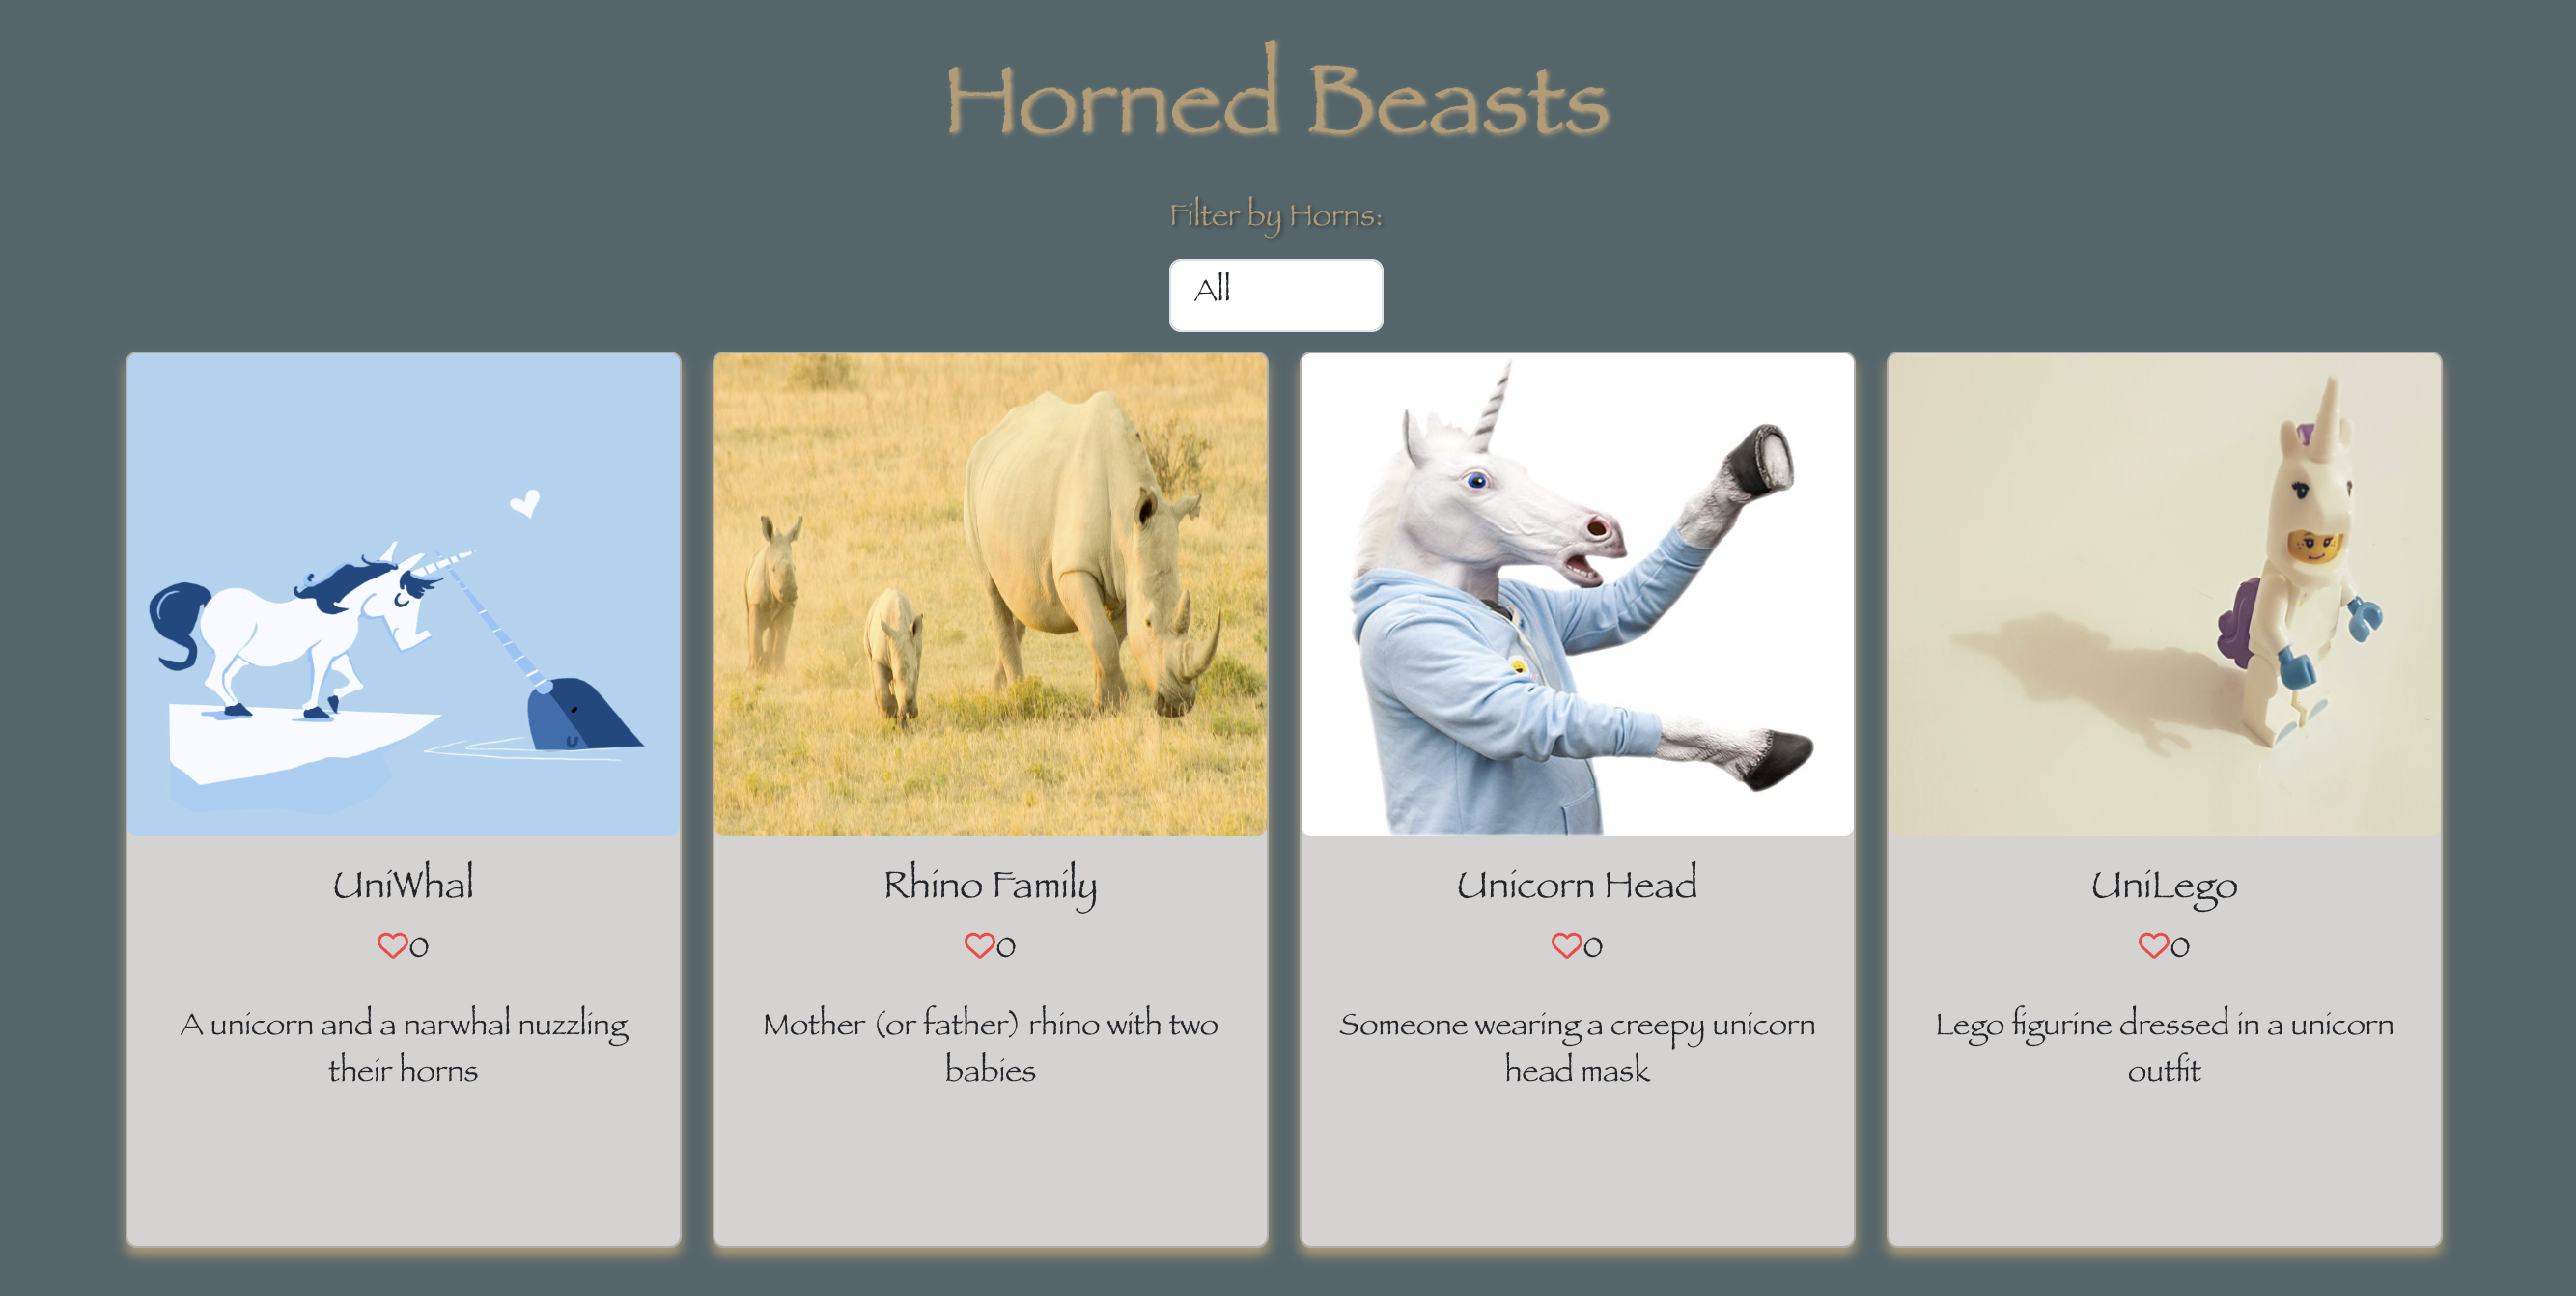 Horned Beasts
Filter by Horns:
All
UniWhal
0
A unicorn and a narwhal nuzzling
their horns
Rhino Family
0
Mother (or father) rhino with two
babies
Unicorn Head
0
Someone wearing a creepy unicorn
head mask
UniLego
0
Lego figurine dressed in a unicorn
outfit